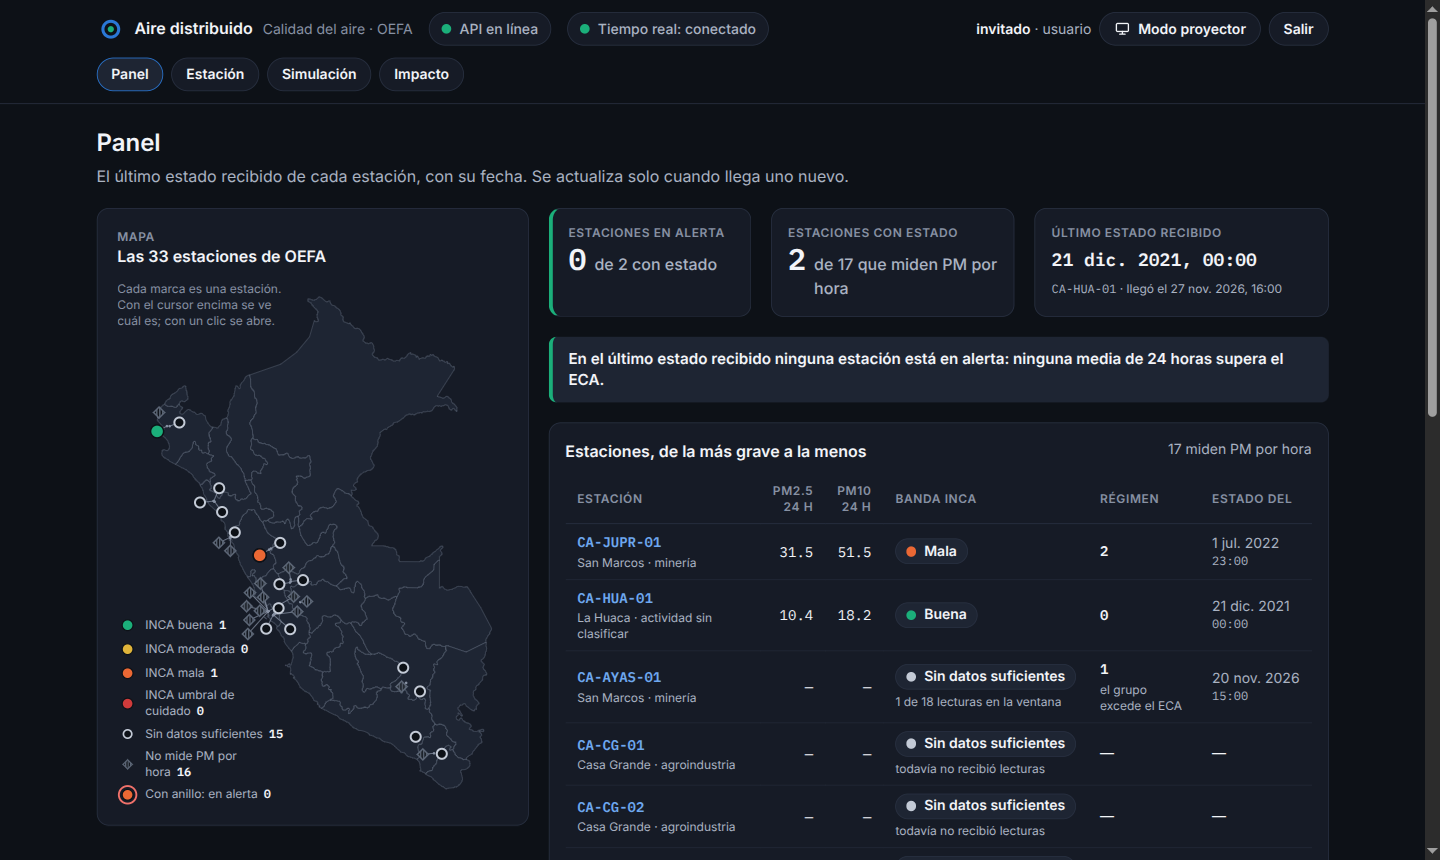 Aire distribuido Calidad del aire · OEFA API en línea Tiempo real: conectado invitado · usuario Modo proyector Salir
Panel Estación Simulación Impacto
Panel
El último estado recibido de cada estación, con su fecha. Se actualiza solo cuando llega uno nuevo.
MAPA
Las 33 estaciones de OEFA
Cada marca es una estación.
Con el cursor encima se ve
cuál es; con un clic se abre.
INCA buena 1
INCA moderada 0
INCA mala 1
INCA umbral de
cuidado 0
Sin datos suficientes 15
No mide PM por
hora 16
Con anillo: en alerta 0
ESTACIONES EN ALERTA
0 de 2 con estado
ESTACIONES CON ESTADO
2 de 17 que miden PM por
hora
ÚLTIMO ESTADO RECIBIDO
21 dic. 2021, 00:00
CA-HUA-01 · llegó el 27 nov. 2026, 16:00
En el último estado recibido ninguna estación está en alerta: ninguna media de 24 horas supera el
ECA.
Estaciones, de la más grave a la menos 17 miden PM por hora
ESTACIÓN PM2.5 24 H PM10 24 H BANDA INCA RÉGIMEN ESTADO DEL
CA-JUPR-01 31.5 51.5 Mala 2 1 jul. 2022
San Marcos · minería 23:00
CA-HUA-01 10.4 18.2 Buena 0 21 dic. 2021
La Huaca · actividad sin 00:00
clasificar
CA-AYAS-01 — — Sin datos suficientes 1 20 nov. 2026
San Marcos · minería 1 de 18 lecturas en la ventana el grupo 15:00
excede el ECA
CA-CG-01 — — Sin datos suficientes — —
Casa Grande · agroindustria todavía no recibió lecturas
CA-CG-02 — — Sin datos suficientes — —
Casa Grande · agroindustria todavía no recibió lecturas